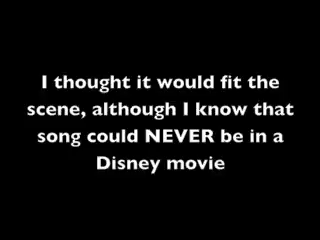 I thought it would fit the
scene, although I know that
song could NEVER be in a
Disney movie